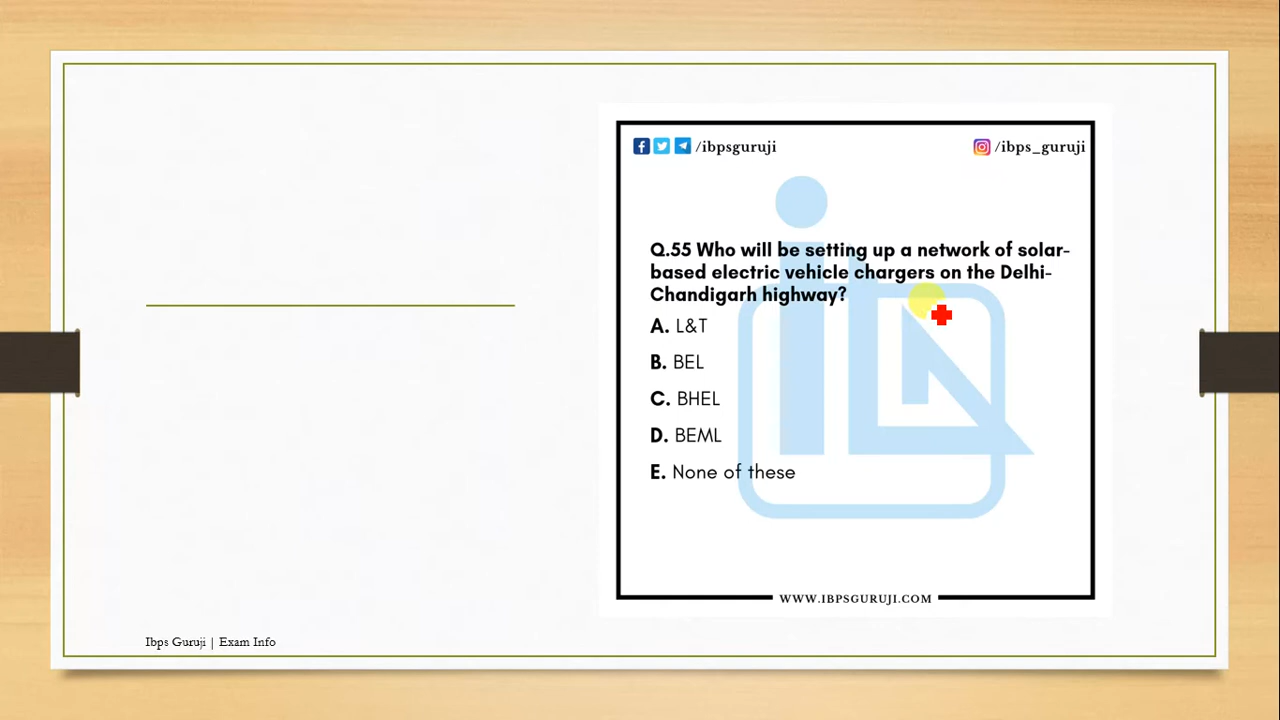 /ibpsguruji
/ibps_guruji
Q.55 Who will be setting up a network of solar-
based electric vehicle chargers on the Delhi-
Chandigarh highway?
A. L&T
B. BEL
C. BHEL
D. BEML
E. None of these
WWW.IBPSGURUJI.COM
Ibps Guruji | Exam Info